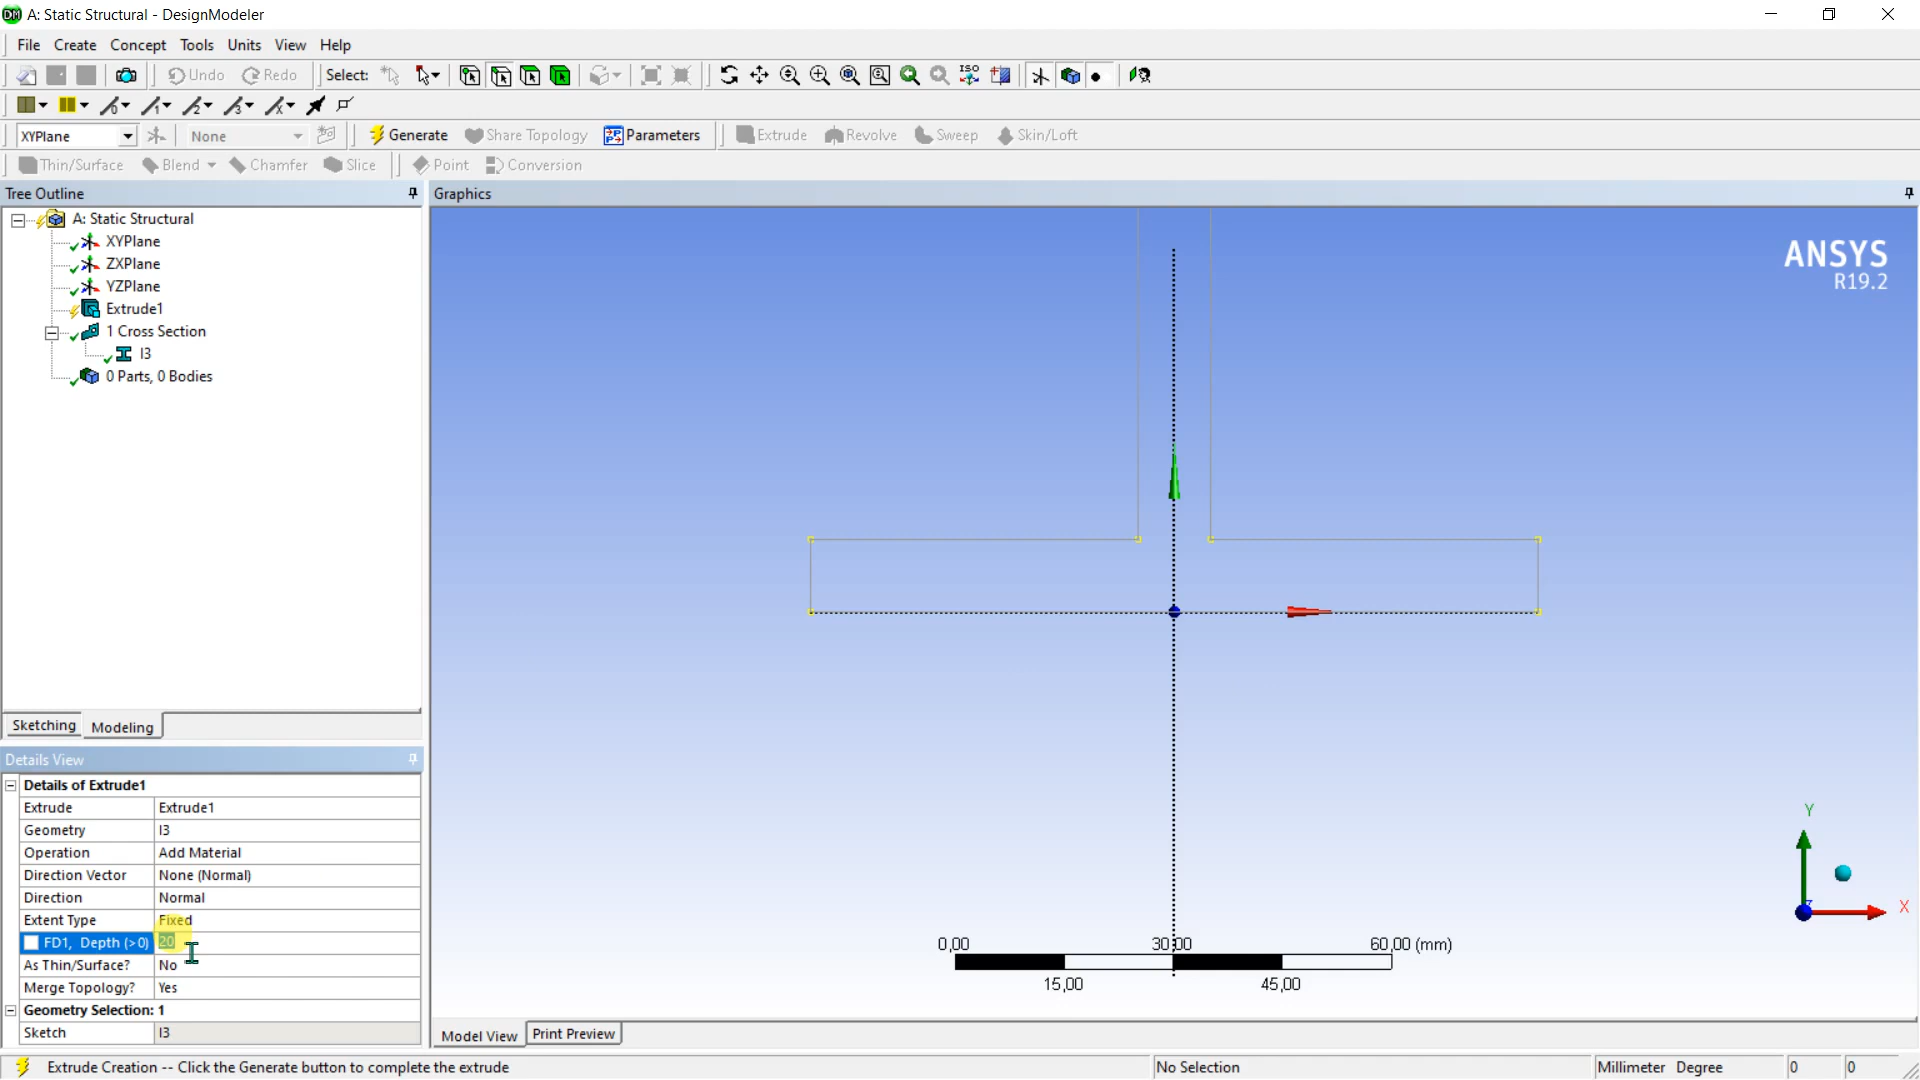 A: Static Structural - DesignModeler
File Create Concept Tools Units View Help
Undo Redo Select: ISO
XYPlane None Generate Share Topology Parameters Extrude Revolve Sweep Skin/Loft
Thin/Surface Blend Chamfer Slice Point Conversion
Tree Outline
A: Static Structural
XYPlane
ZXPlane
YZPlane
Extrude1
1 Cross Section
I3
0 Parts, 0 Bodies
Sketching Modeling
Details View
Details of Extrude1
Extrude Extrude1
Geometry I3
Operation Add Material
Direction Vector None (Normal)
Direction Normal
Extent Type Fixed
FD1, Depth (>0) 20
As Thin/Surface? No
Merge Topology? Yes
Geometry Selection: 1
Sketch I3
Graphics
ANSYS
R19.2
Y
X
0,00 30,00 60,00 (mm)
15,00 45,00
Model View Print Preview
Extrude Creation -- Click the Generate button to complete the extrude No Selection Millimeter Degree 0 0